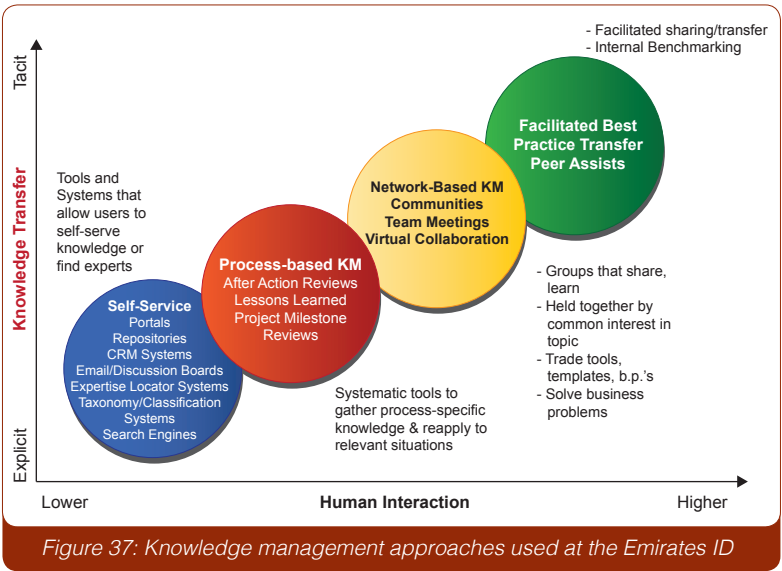 - Facilitated sharing/transfer
- Internal Benchmarking
Tacit
Knowledge Transfer
Explicit
Facilitated Best
Practice Transfer
Peer Assists
Network-Based KM
Communities
Team Meetings
Virtual Collaboration
Tools and
Systems that
allow users to
self-serve
knowledge or
find experts
Process-based KM
After Action Reviews
Lessons Learned
Project Milestone
Reviews
Self-Service
Portals
Repositories
CRM Systems
Email/Discussion Boards
Expertise Locator Systems
Taxonomy/Classification
Systems
Search Engines
- Groups that share,
learn
- Held together by
common interest in
topic
- Trade tools,
templates, b.p.'s
- Solve business
problems
Systematic tools to
gather process-specific
knowledge & reapply to
relevant situations
Lower
Human Interaction
Higher
Figure 37: Knowledge management approaches used at the Emirates ID